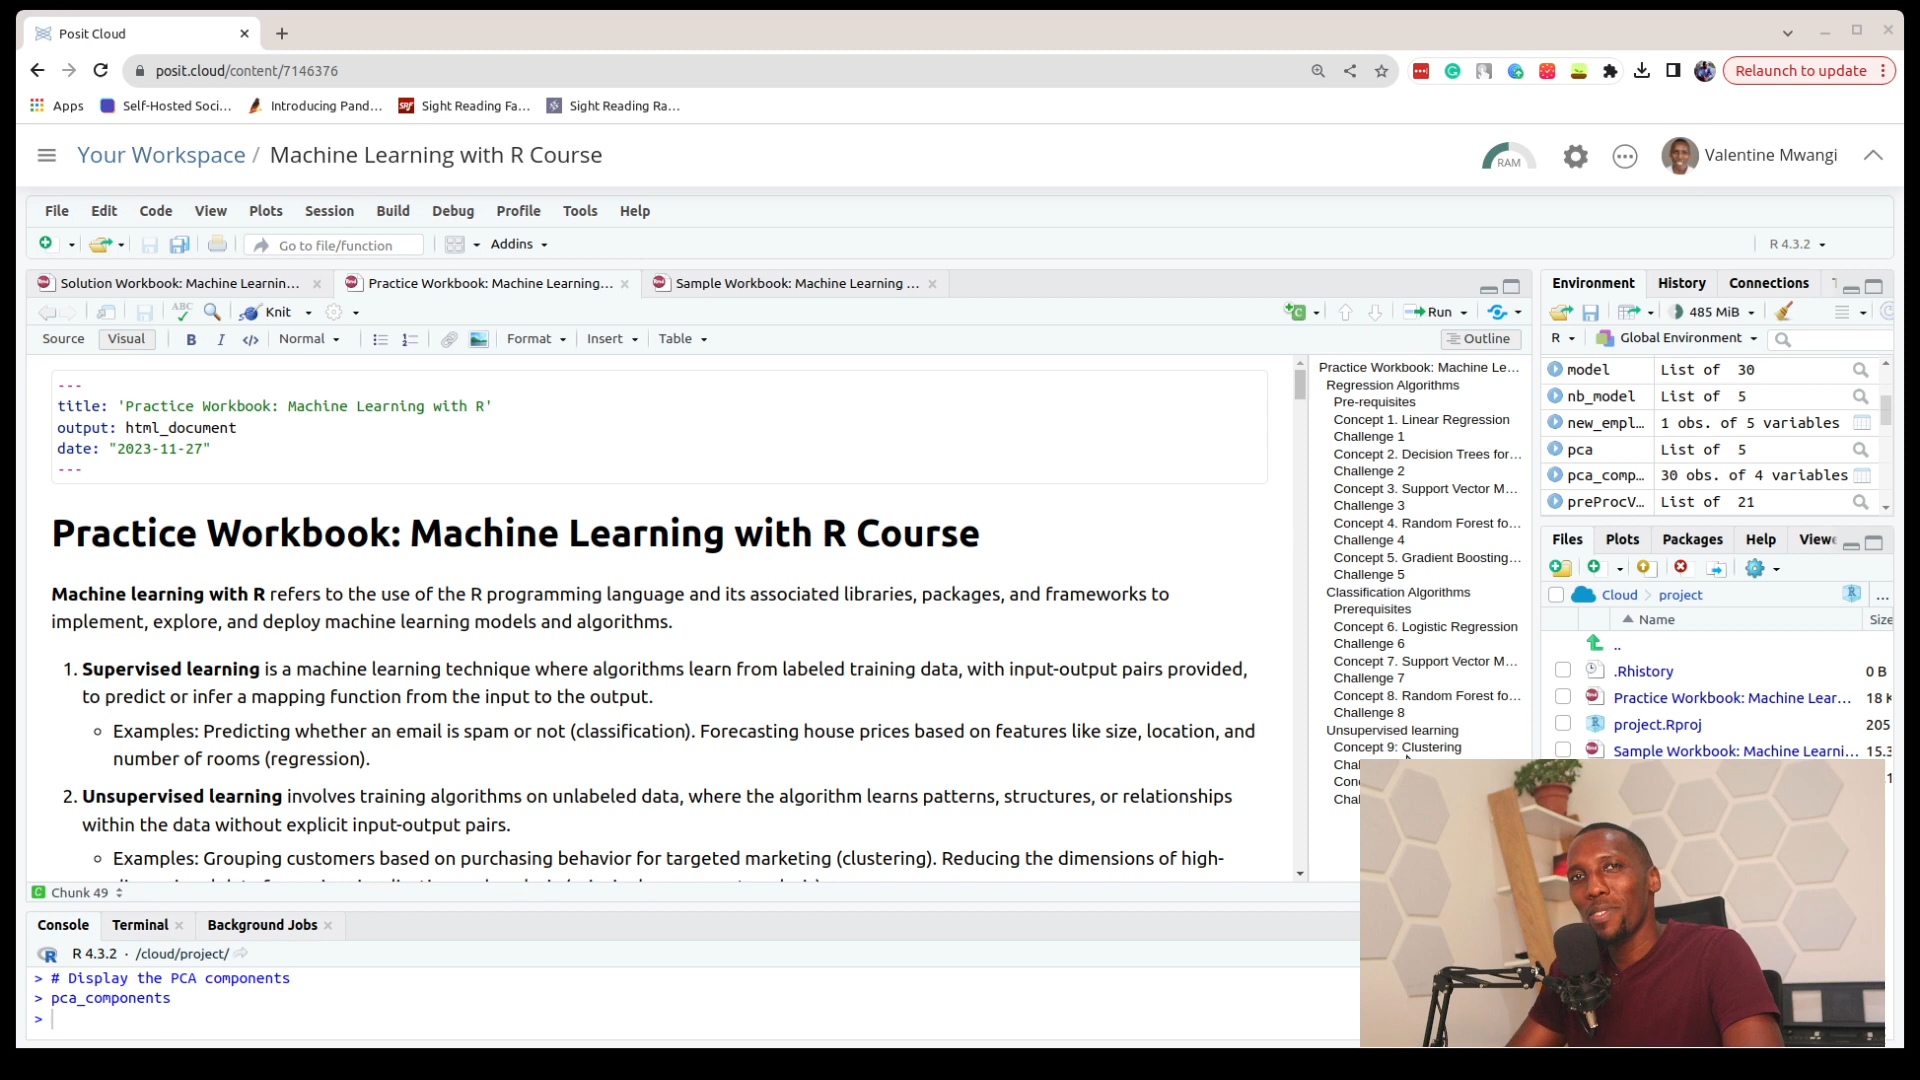 Posit Cloud
posit.cloud/content/7146376
Relaunch to update
Apps Self-Hosted Soci... Introducing Pand... Sight Reading Fa... Sight Reading Ra...
Your Workspace / Machine Learning with R Course
RAM
Valentine Mwangi
File Edit Code View Plots Session Build Debug Profile Tools Help
Go to file/function Addins R 4.3.2
Solution Workbook: Machine Learnin... Practice Workbook: Machine Learning... Sample Workbook: Machine Learning ...
Knit Run
Source Visual B I </> Normal Format Insert Table Outline
---
title: 'Practice Workbook: Machine Learning with R'
output: html_document
date: "2023-11-27"
---
Practice Workbook: Machine Learning with R Course
Machine learning with R refers to the use of the R programming language and its associated libraries, packages, and frameworks to
implement, explore, and deploy machine learning models and algorithms.
1. Supervised learning is a machine learning technique where algorithms learn from labeled training data, with input-output pairs provided,
to predict or infer a mapping function from the input to the output.
Examples: Predicting whether an email is spam or not (classification). Forecasting house prices based on features like size, location, and
number of rooms (regression).
2. Unsupervised learning involves training algorithms on unlabeled data, where the algorithm learns patterns, structures, or relationships
within the data without explicit input-output pairs.
Examples: Grouping customers based on purchasing behavior for targeted marketing (clustering). Reducing the dimensions of high-
Chunk 49
Practice Workbook: Machine Le...
Regression Algorithms
Pre-requisites
Concept 1. Linear Regression
Challenge 1
Concept 2. Decision Trees for...
Challenge 2
Concept 3. Support Vector M...
Challenge 3
Concept 4. Random Forest fo...
Challenge 4
Concept 5. Gradient Boosting...
Challenge 5
Classification Algorithms
Prerequisites
Concept 6. Logistic Regression
Challenge 6
Concept 7. Support Vector M...
Challenge 7
Concept 8. Random Forest fo...
Challenge 8
Unsupervised learning
Concept 9: Clustering
Cha
Con
Cha
Console Terminal Background Jobs
R 4.3.2 · /cloud/project/
> # Display the PCA components
> pca_components
>
Environment History Connections
485 MiB
R Global Environment
model List of 30
nb_model List of 5
new_empl... 1 obs. of 5 variables
pca List of 5
pca_comp... 30 obs. of 4 variables
preProcV... List of 21
Files Plots Packages Help View
Cloud > project ...
Name Size
..
.Rhistory 0 B
Practice Workbook: Machine Lear... 18 K
project.Rproj 205
Sample Workbook: Machine Learni... 15.3